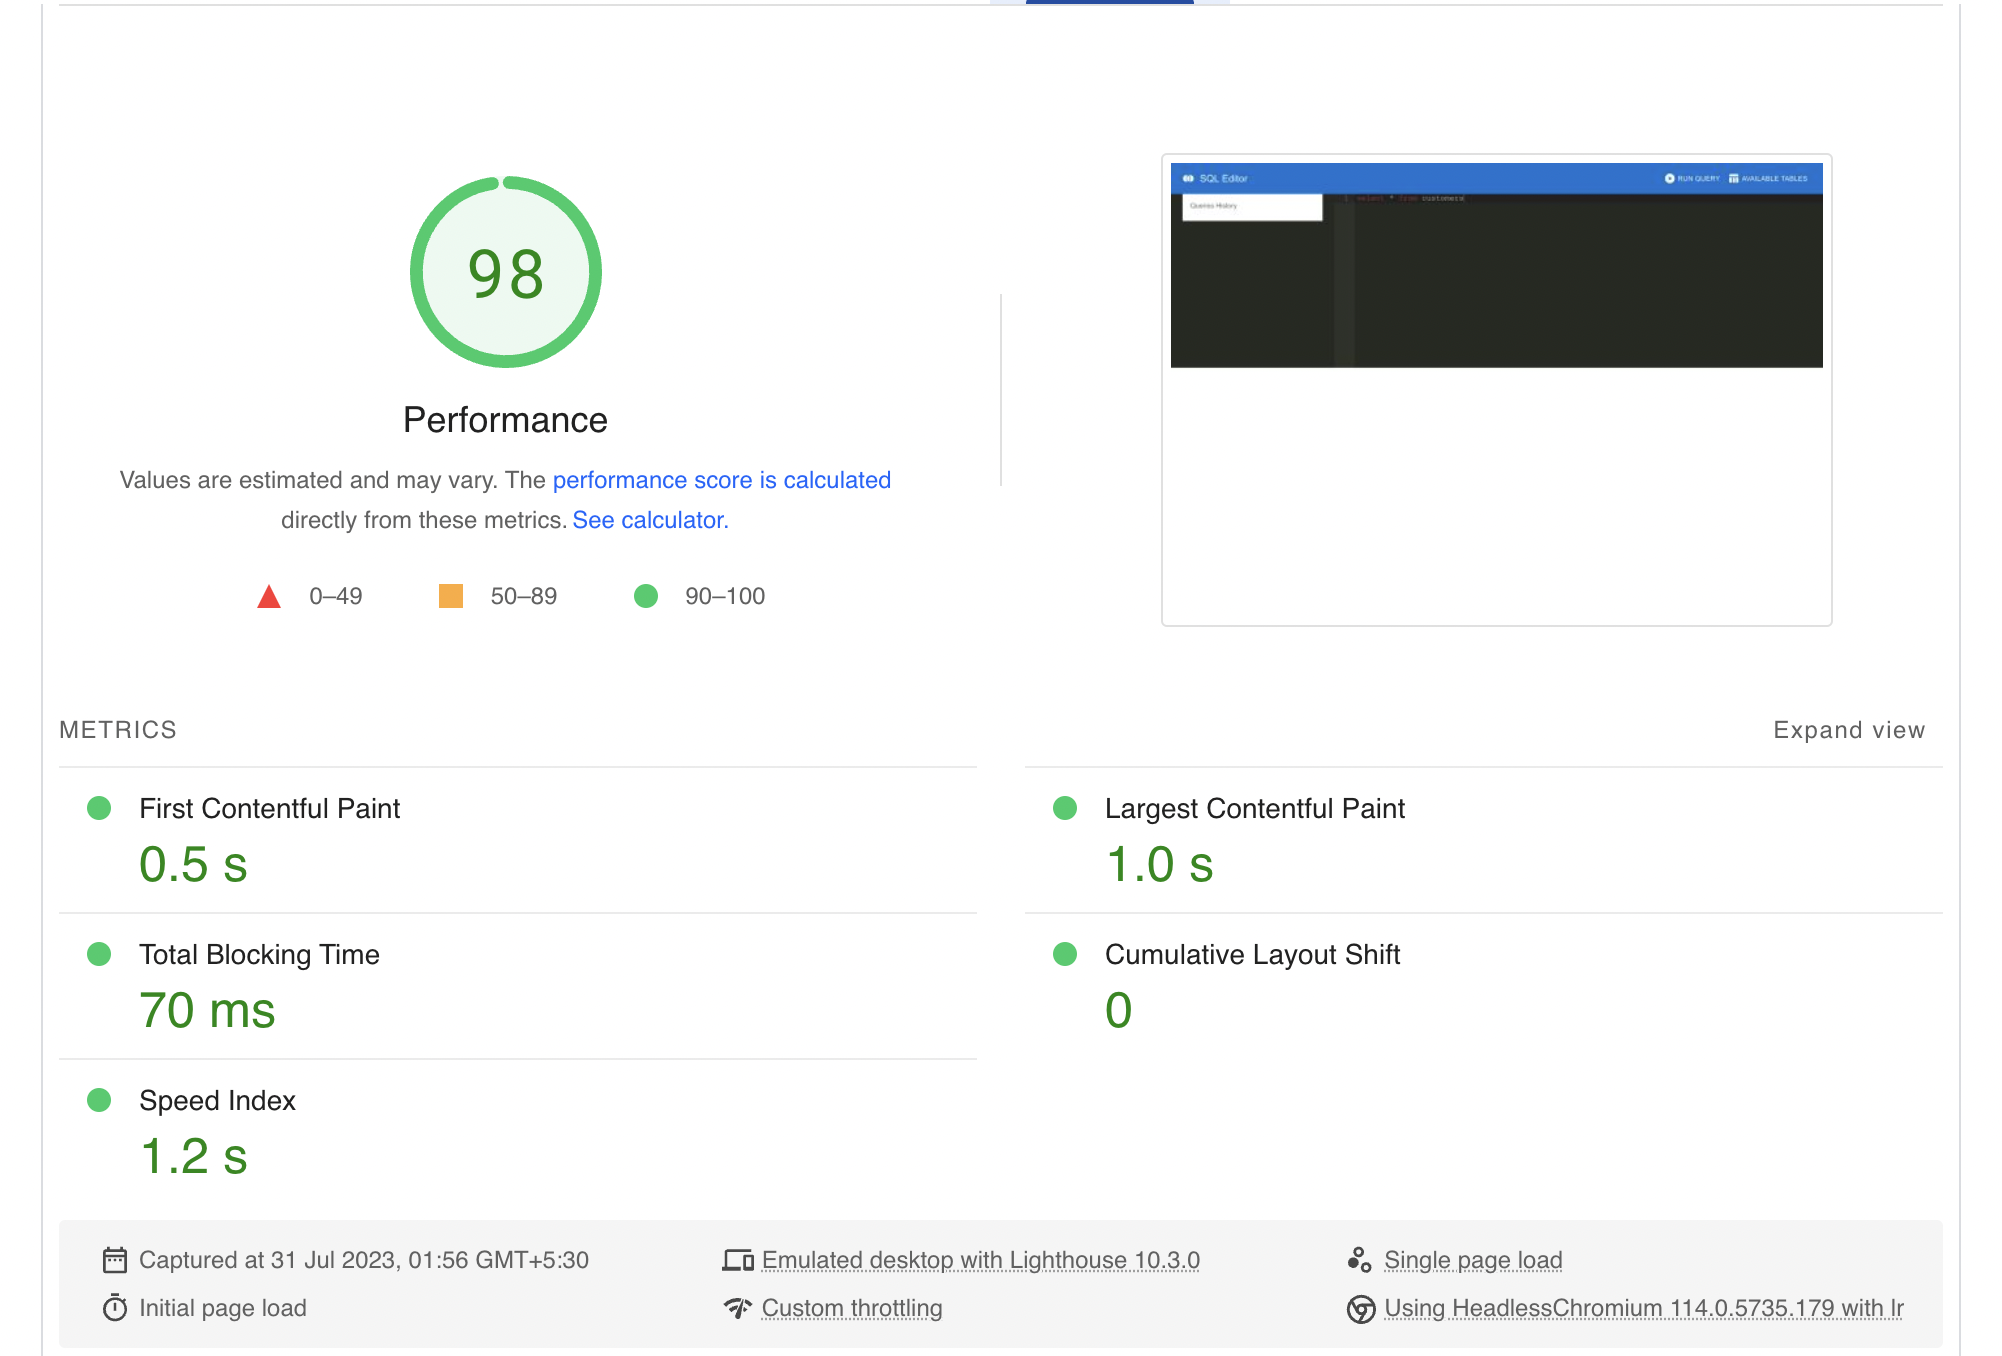 98
Performance
Values are estimated and may vary. The performance score is calculated
directly from these metrics. See calculator.
0–49 50–89 90–100
SQL Editor RUN QUERY AVAILABLE TABLES
Queries History
1 select * from customers
METRICS Expand view
First Contentful Paint
0.5 s
Largest Contentful Paint
1.0 s
Total Blocking Time
70 ms
Cumulative Layout Shift
0
Speed Index
1.2 s
Captured at 31 Jul 2023, 01:56 GMT+5:30
Emulated desktop with Lighthouse 10.3.0
Single page load
Initial page load
Custom throttling
Using HeadlessChromium 114.0.5735.179 with lr